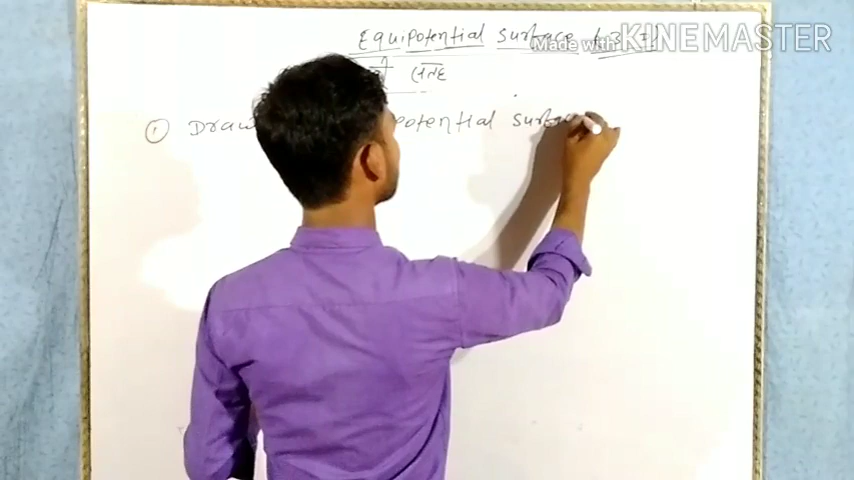 Equipotential surface
Made with KINEMASTER
LINE
① Draw potential surface